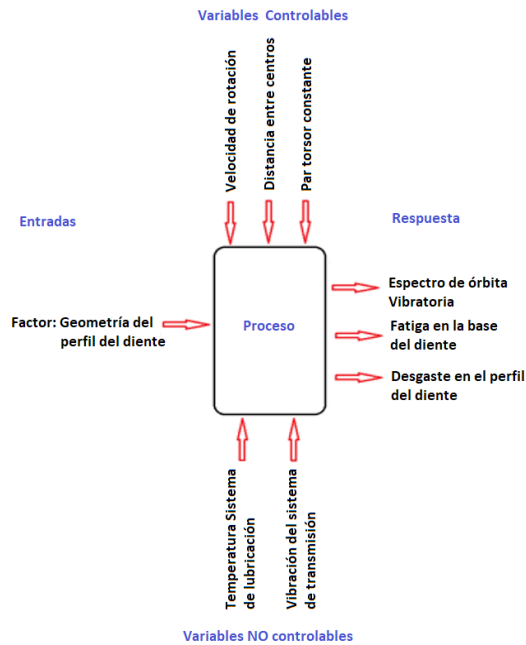 Variables Controlables
Velocidad de rotación
Distancia entre centros
Par torsor constante
Entradas
Respuesta
Factor: Geometría del
perfil del diente
Proceso
Espectro de órbita
Vibratoria
Fatiga en la base
del diente
Desgaste en el perfil
del diente
Temperatura Sistema
de lubricación
Vibración del sistema
de transmisión
Variables NO controlables